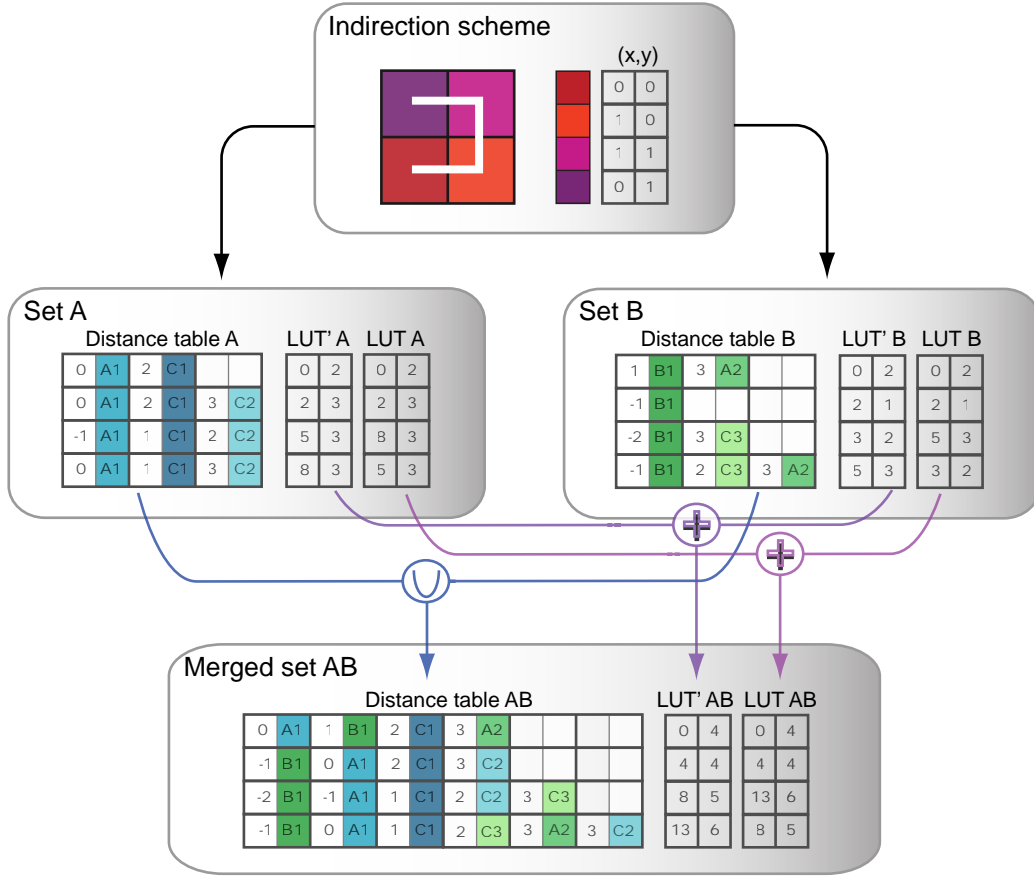 Indirection scheme
(x,y)
0 0
1 0
1 1
0 1
Set A
Distance table A LUT' A LUT A
0 A1 2 C1 0 2 0 2
0 A1 2 C1 3 C2 2 3 2 3
-1 A1 1 C1 2 C2 5 3 8 3
0 A1 1 C1 3 C2 8 3 5 3
Set B
Distance table B LUT' B LUT B
1 B1 3 A2 0 2 0 2
-1 B1 2 1 2 1
-2 B1 3 C3 3 2 5 3
-1 B1 2 C3 3 A2 5 3 3 2
Merged set AB
Distance table AB LUT' AB LUT AB
0 A1 1 B1 2 C1 3 A2 0 4 0 4
-1 B1 0 A1 2 C1 3 C2 4 4 4 4
-2 B1 -1 A1 1 C1 2 C2 3 C3 8 5 13 6
-1 B1 0 A1 1 C1 2 C3 3 A2 3 C2 13 6 8 5